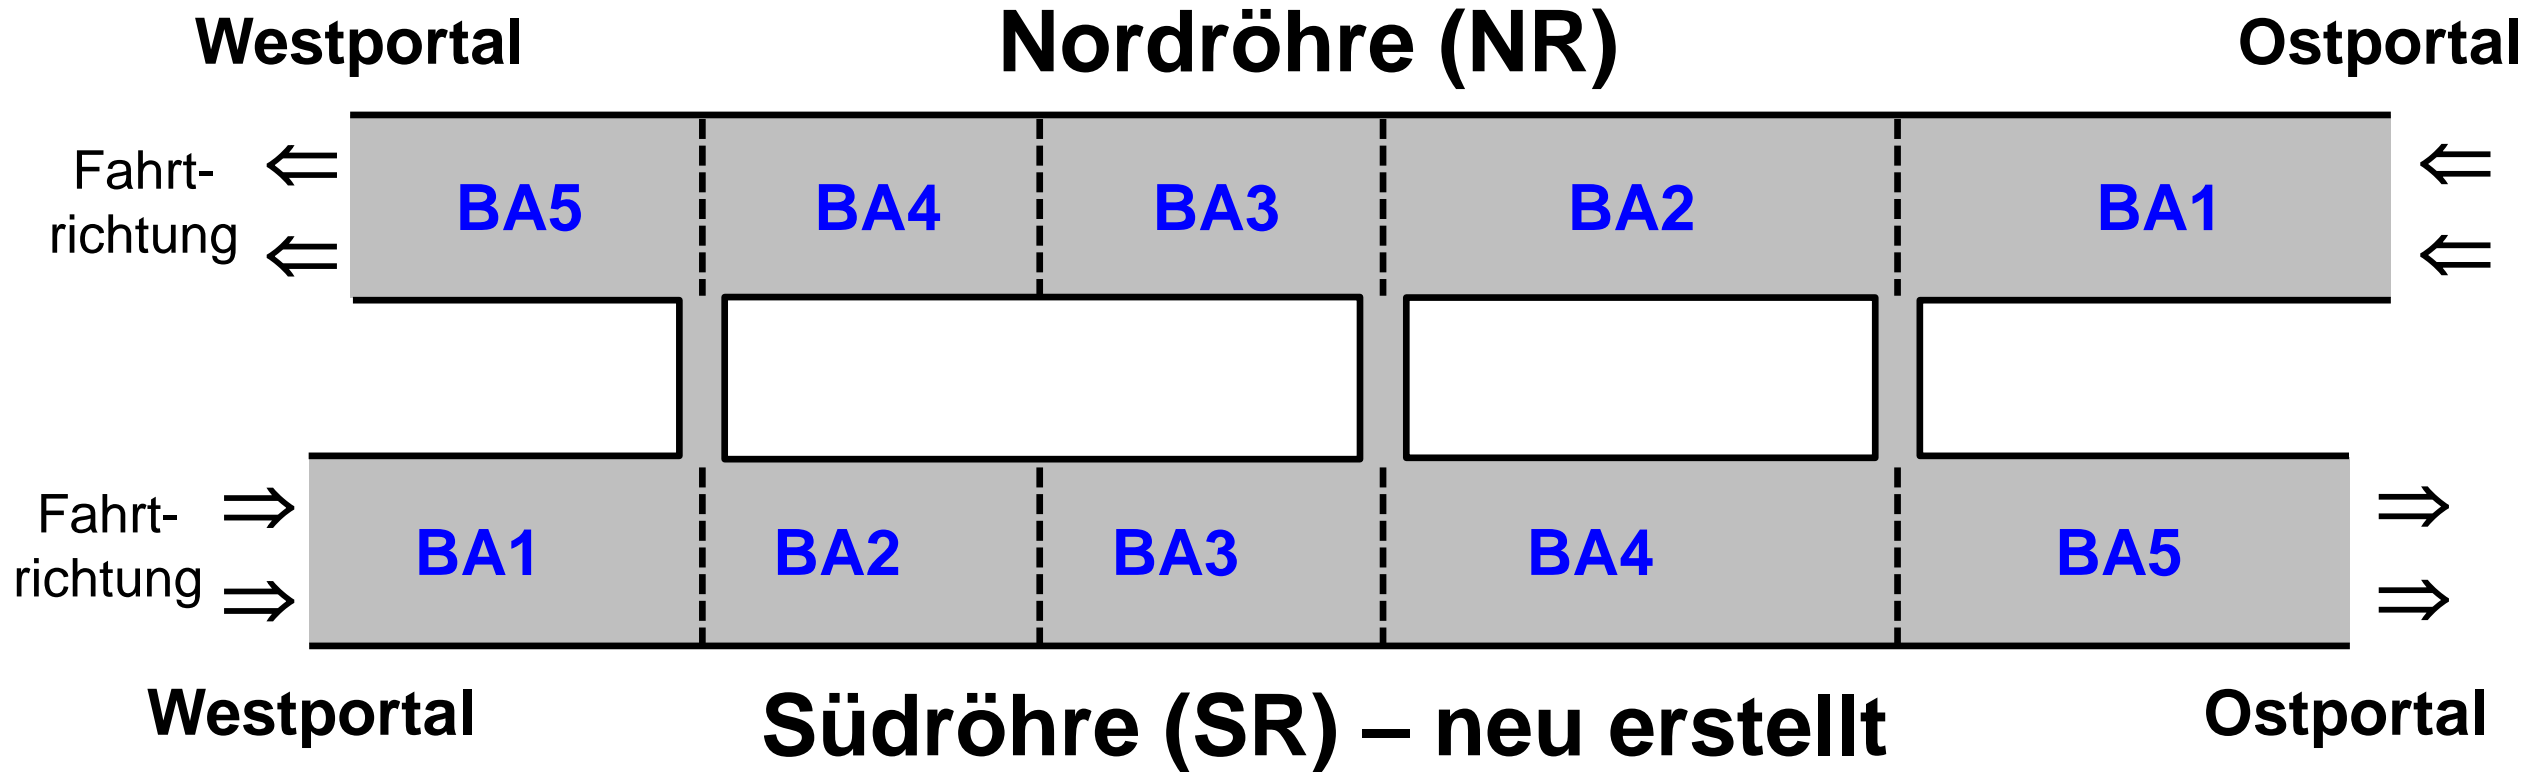 Westportal
Nordröhre (NR)
Ostportal
Fahrt-
richtung
⇐
⇐
BA5
BA4
BA3
BA2
BA1
⇐
⇐
Fahrt-
richtung
⇒
⇒
BA1
BA2
BA3
BA4
BA5
⇒
⇒
Westportal
Südröhre (SR) – neu erstellt
Ostportal